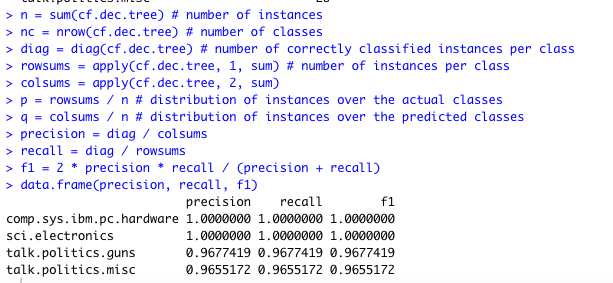 > n = sum(cf.dec.tree) # number of instances
> nc = nrow(cf.dec.tree) # number of classes
> diag = diag(cf.dec.tree) # number of correctly classified instances per class
> rowsums = apply(cf.dec.tree, 1, sum) # number of instances per class
> colsums = apply(cf.dec.tree, 2, sum)
> p = rowsums / n # distribution of instances over the actual classes
> q = colsums / n # distribution of instances over the predicted classes
> precision = diag / colsums
> recall = diag / rowsums
> f1 = 2 * precision * recall / (precision + recall)
> data.frame(precision, recall, f1)
precision recall f1
comp.sys.ibm.pc.hardware 1.0000000 1.0000000 1.0000000
sci.electronics 1.0000000 1.0000000 1.0000000
talk.politics.guns 0.9677419 0.9677419 0.9677419
talk.politics.misc 0.9655172 0.9655172 0.9655172